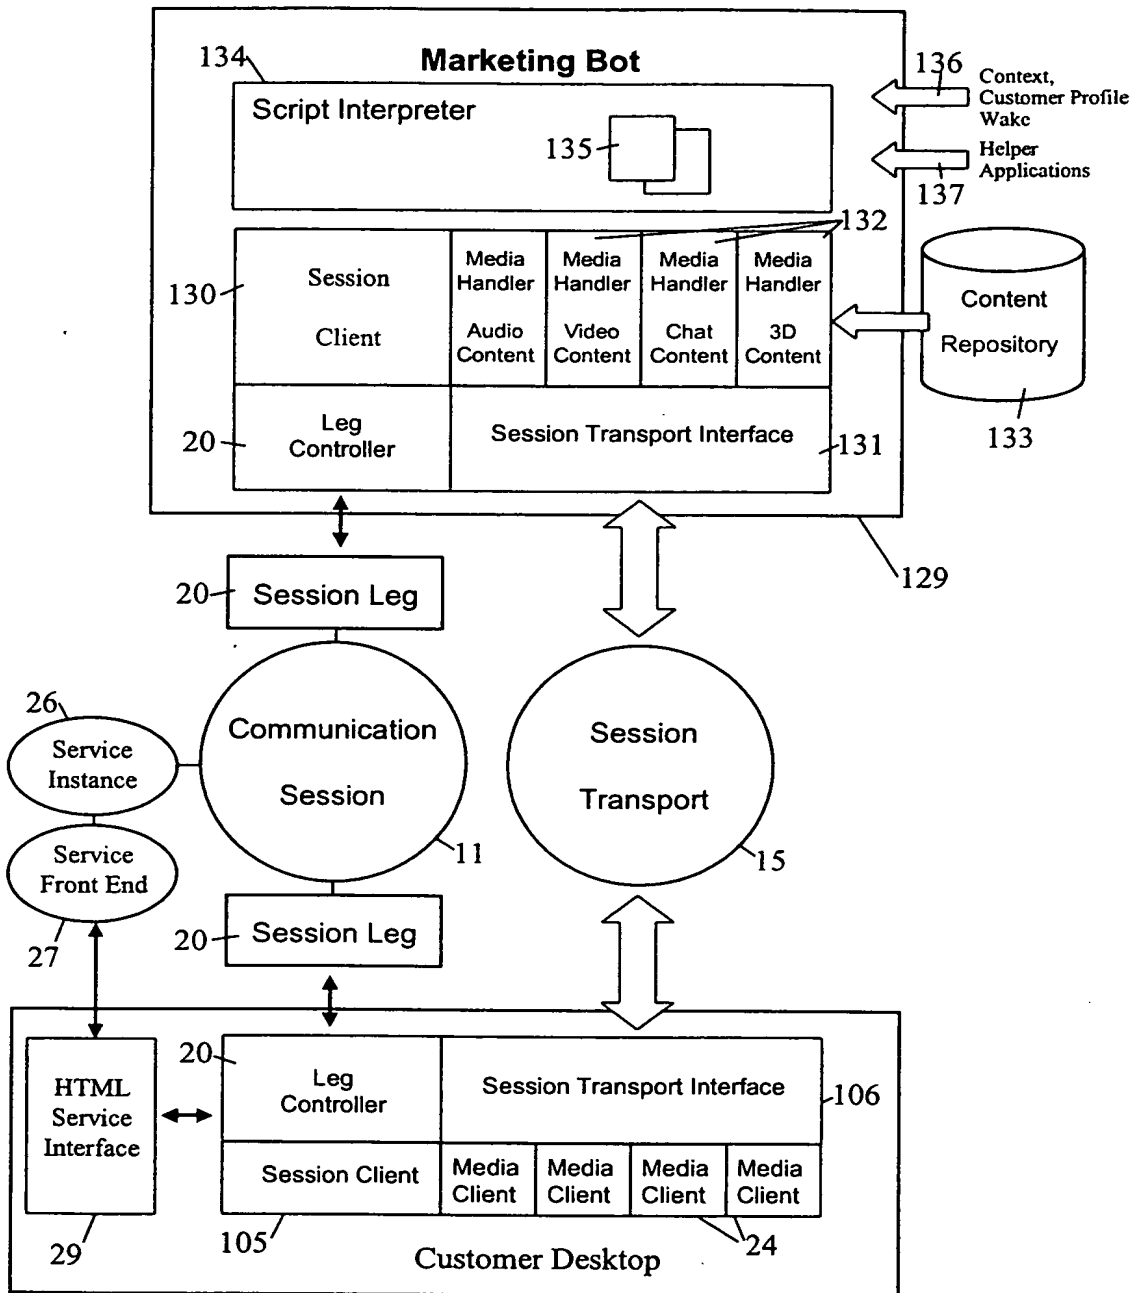 Marketing Bot
134
136
Context,
Customer Profile
Wake
Script Interpreter
135
Helper
Applications
137
132
130
Session
Client
Media
Handler
Audio
Content
Media
Handler
Video
Content
Media
Handler
Chat
Content
Media
Handler
3D
Content
Content
Repository
133
20
Leg
Controller
Session Transport Interface
131
129
20
Session Leg
26
Service
Instance
Communication
Session
11
Session
Transport
15
Service
Front End
27
20
Session Leg
HTML
Service
Interface
29
20
Leg
Controller
Session Transport Interface
106
Session Client
105
Media
Client
Media
Client
Media
Client
Media
Client
24
Customer Desktop